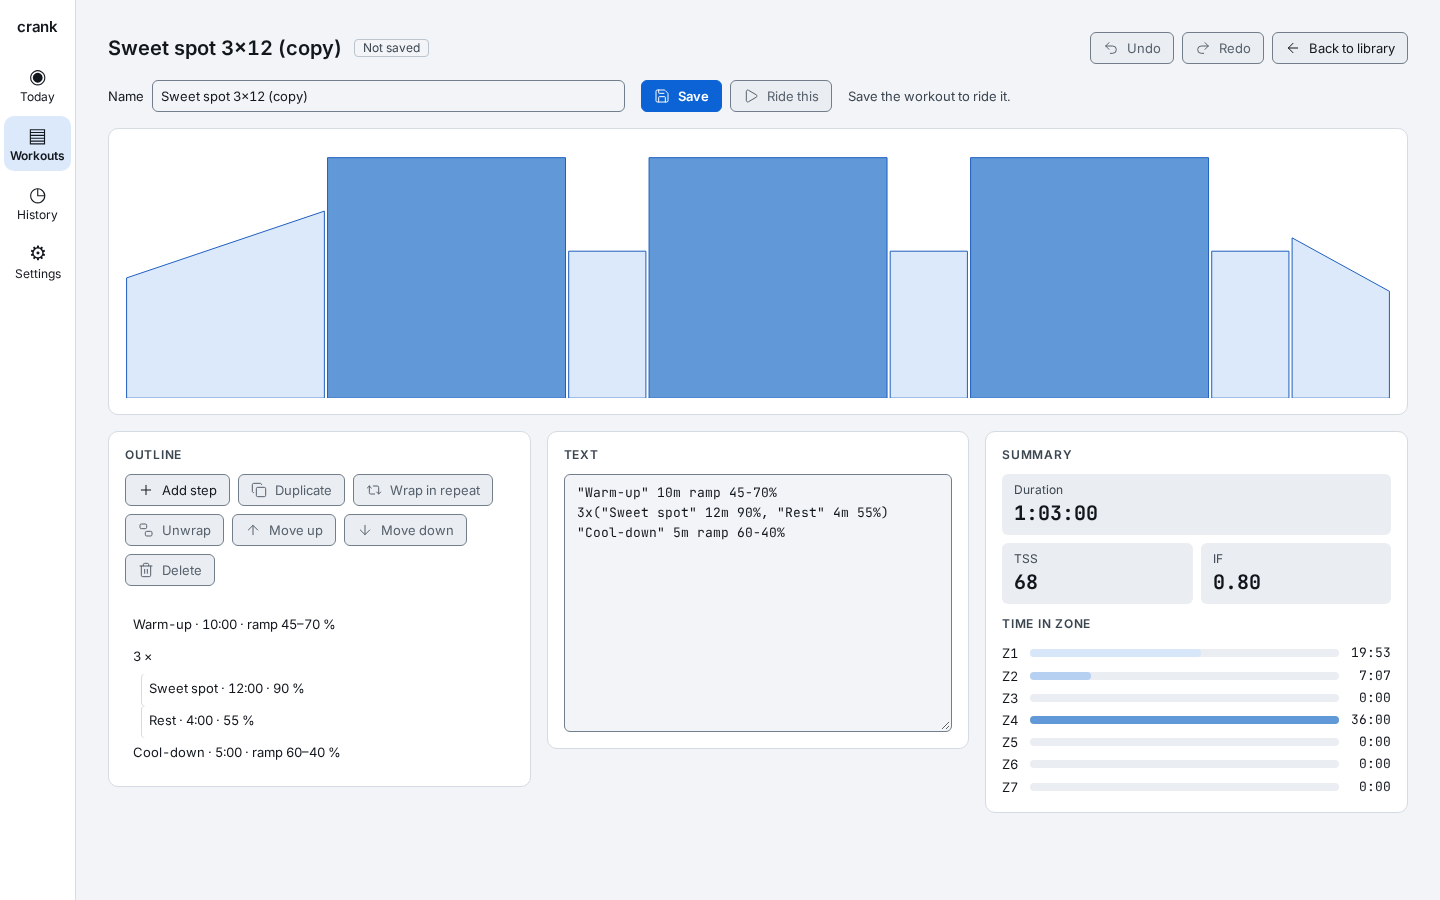 crank
Today
Workouts
History
Settings
Sweet spot 3×12 (copy)
Not saved
Undo
Redo
Back to library
Name
Sweet spot 3×12 (copy)
Save
Ride this
Save the workout to ride it.
OUTLINE
Add step
Duplicate
Wrap in repeat
Unwrap
Move up
Move down
Delete
Warm-up · 10:00 · ramp 45–70 %
3 ×
Sweet spot · 12:00 · 90 %
Rest · 4:00 · 55 %
Cool-down · 5:00 · ramp 60–40 %
TEXT
"Warm-up" 10m ramp 45-70%
3x("Sweet spot" 12m 90%, "Rest" 4m 55%)
"Cool-down" 5m ramp 60-40%
SUMMARY
Duration
1:03:00
TSS
68
IF
0.80
TIME IN ZONE
Z1 19:53
Z2 7:07
Z3 0:00
Z4 36:00
Z5 0:00
Z6 0:00
Z7 0:00